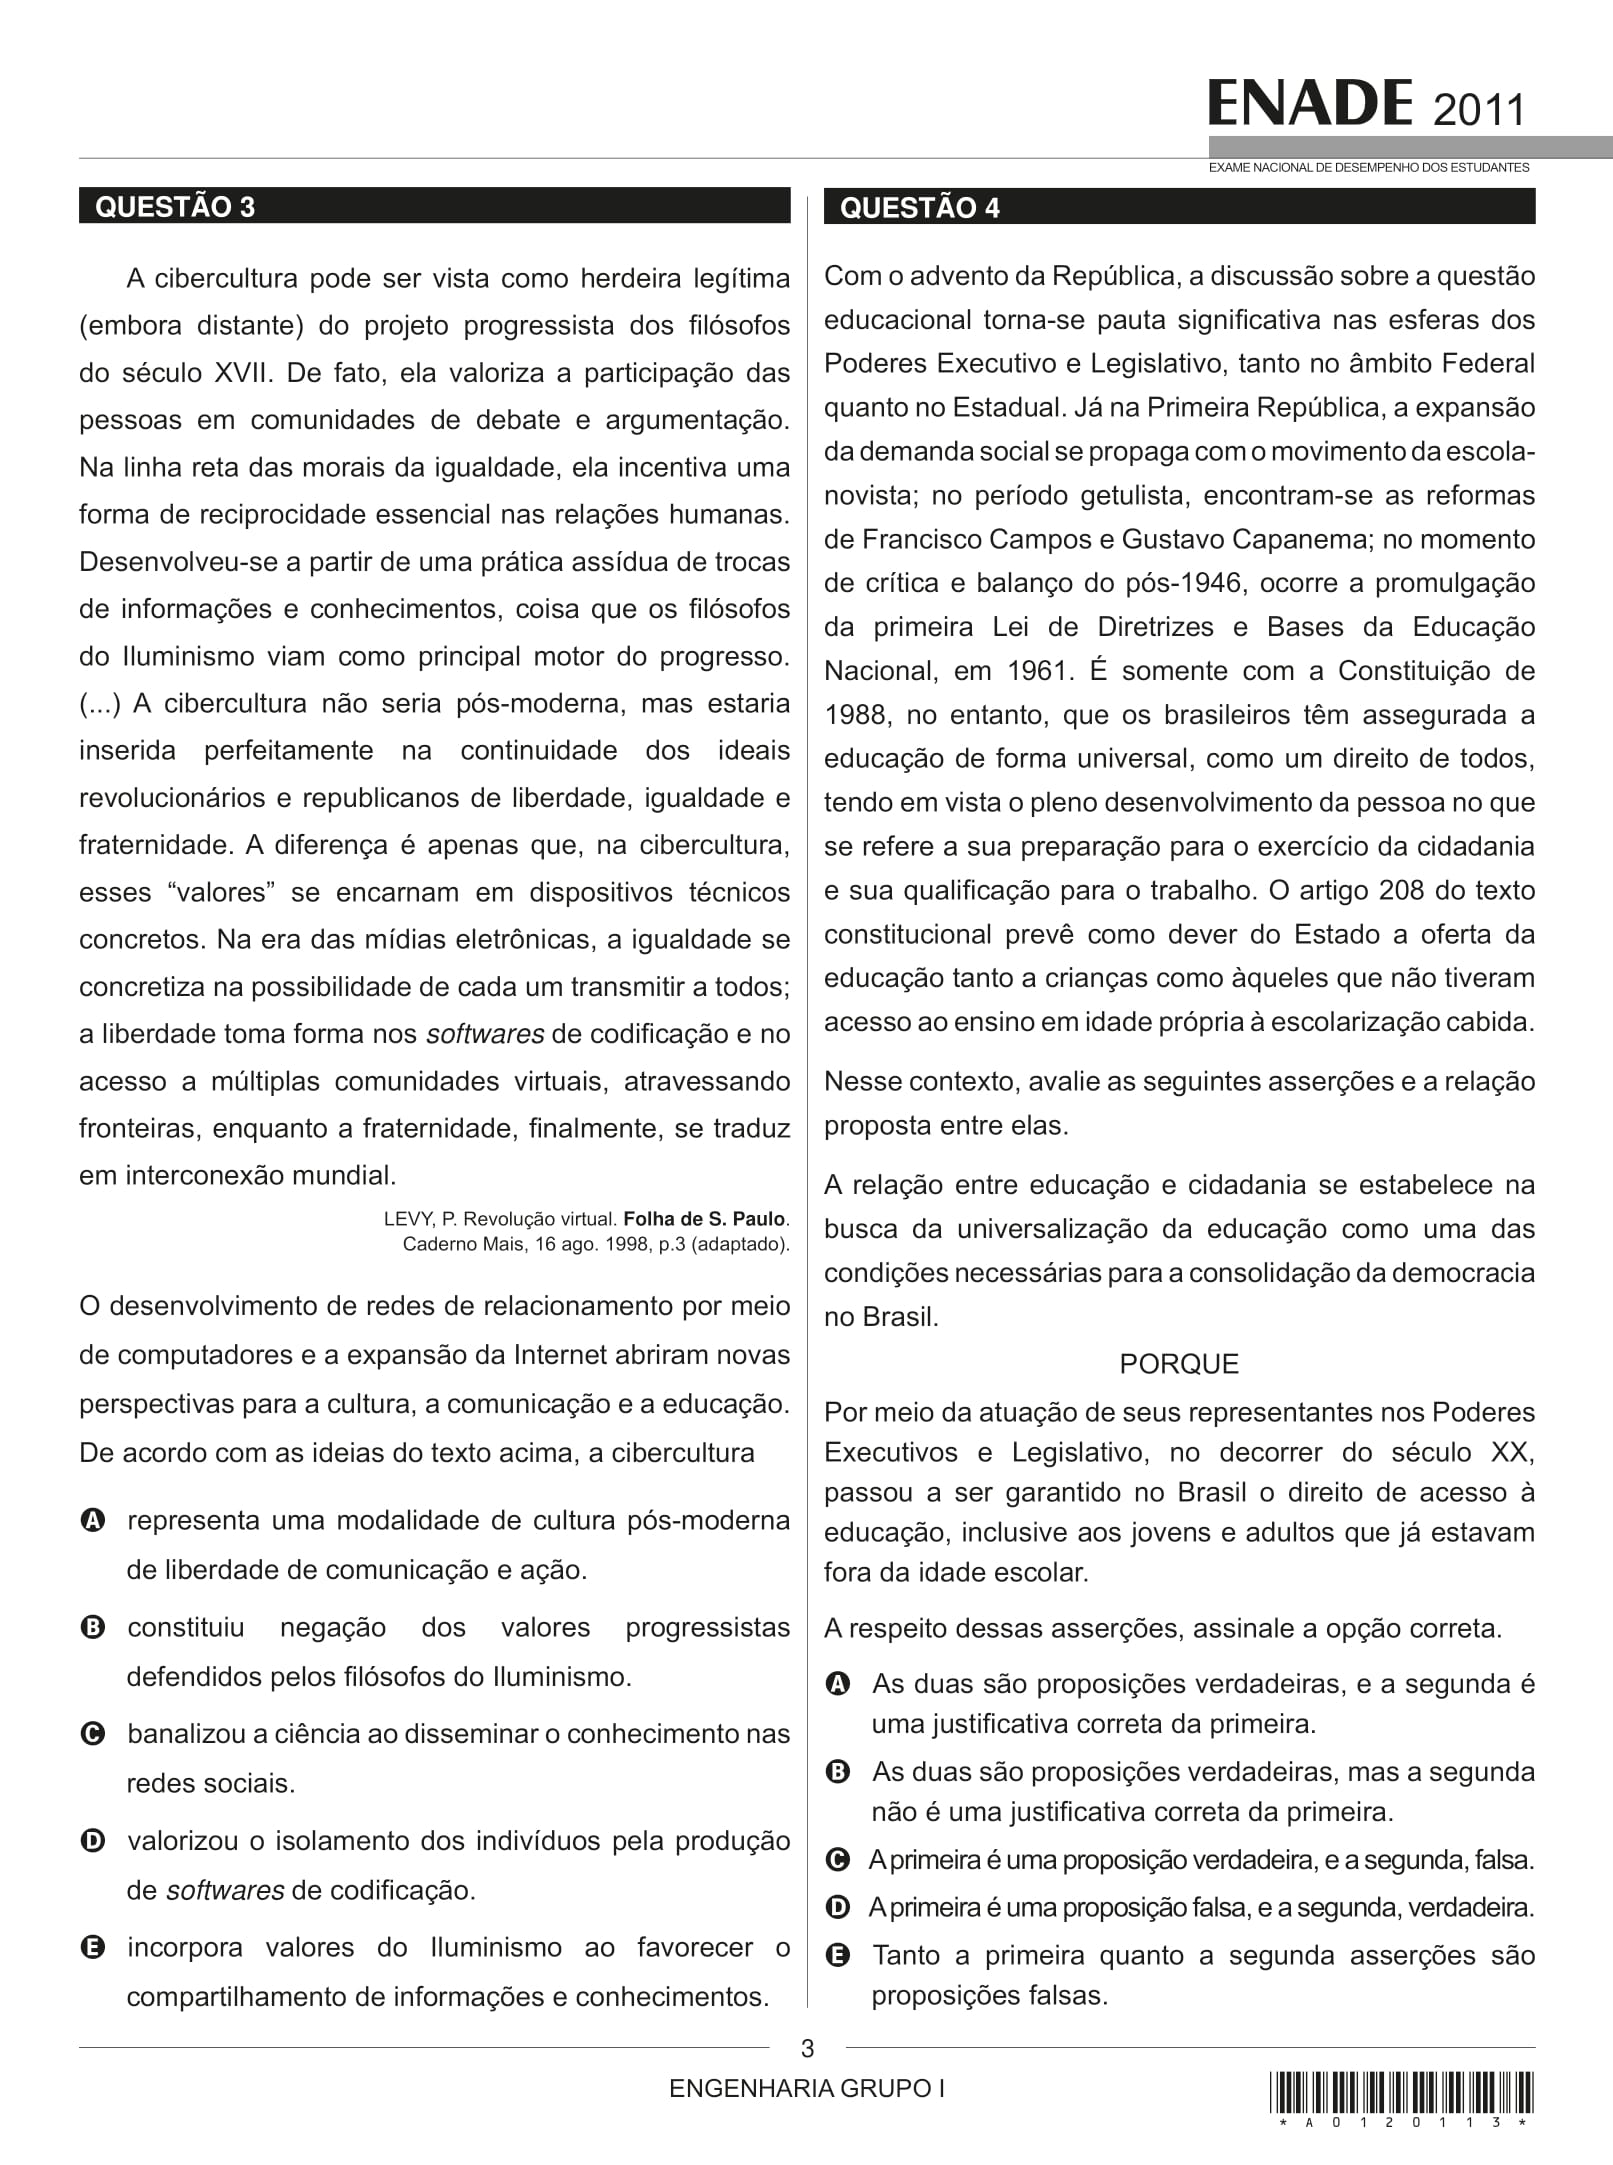 ENADE 2011
EXAME NACIONAL DE DESEMPENHO DOS ESTUDANTES
QUESTÃO 3
A cibercultura pode ser vista como herdeira legítima
(embora distante) do projeto progressista dos filósofos
do século XVII. De fato, ela valoriza a participação das
pessoas em comunidades de debate e argumentação.
Na linha reta das morais da igualdade, ela incentiva uma
forma de reciprocidade essencial nas relações humanas.
Desenvolveu-se a partir de uma prática assídua de trocas
de informações e conhecimentos, coisa que os filósofos
do Iluminismo viam como principal motor do progresso.
(...) A cibercultura não seria pós-moderna, mas estaria
inserida perfeitamente na continuidade dos ideais
revolucionários e republicanos de liberdade, igualdade e
fraternidade. A diferença é apenas que, na cibercultura,
esses “valores” se encarnam em dispositivos técnicos
concretos. Na era das mídias eletrônicas, a igualdade se
concretiza na possibilidade de cada um transmitir a todos;
a liberdade toma forma nos softwares de codificação e no
acesso a múltiplas comunidades virtuais, atravessando
fronteiras, enquanto a fraternidade, finalmente, se traduz
em interconexão mundial.
LEVY, P. Revolução virtual. Folha de S. Paulo.
Caderno Mais, 16 ago. 1998, p.3 (adaptado).
O desenvolvimento de redes de relacionamento por meio
de computadores e a expansão da Internet abriram novas
perspectivas para a cultura, a comunicação e a educação.
De acordo com as ideias do texto acima, a cibercultura
A representa uma modalidade de cultura pós-moderna
de liberdade de comunicação e ação.
B constituiu negação dos valores progressistas
defendidos pelos filósofos do Iluminismo.
C banalizou a ciência ao disseminar o conhecimento nas
redes sociais.
D valorizou o isolamento dos indivíduos pela produção
de softwares de codificação.
E incorpora valores do Iluminismo ao favorecer o
compartilhamento de informações e conhecimentos.
QUESTÃO 4
Com o advento da República, a discussão sobre a questão
educacional torna-se pauta significativa nas esferas dos
Poderes Executivo e Legislativo, tanto no âmbito Federal
quanto no Estadual. Já na Primeira República, a expansão
da demanda social se propaga com o movimento da escola-
novista; no período getulista, encontram-se as reformas
de Francisco Campos e Gustavo Capanema; no momento
de crítica e balanço do pós-1946, ocorre a promulgação
da primeira Lei de Diretrizes e Bases da Educação
Nacional, em 1961. É somente com a Constituição de
1988, no entanto, que os brasileiros têm assegurada a
educação de forma universal, como um direito de todos,
tendo em vista o pleno desenvolvimento da pessoa no que
se refere a sua preparação para o exercício da cidadania
e sua qualificação para o trabalho. O artigo 208 do texto
constitucional prevê como dever do Estado a oferta da
educação tanto a crianças como àqueles que não tiveram
acesso ao ensino em idade própria à escolarização cabida.
Nesse contexto, avalie as seguintes asserções e a relação
proposta entre elas.
A relação entre educação e cidadania se estabelece na
busca da universalização da educação como uma das
condições necessárias para a consolidação da democracia
no Brasil.
PORQUE
Por meio da atuação de seus representantes nos Poderes
Executivos e Legislativo, no decorrer do século XX,
passou a ser garantido no Brasil o direito de acesso à
educação, inclusive aos jovens e adultos que já estavam
fora da idade escolar.
A respeito dessas asserções, assinale a opção correta.
A As duas são proposições verdadeiras, e a segunda é
uma justificativa correta da primeira.
B As duas são proposições verdadeiras, mas a segunda
não é uma justificativa correta da primeira.
C A primeira é uma proposição verdadeira, e a segunda, falsa.
D A primeira é uma proposição falsa, e a segunda, verdadeira.
E Tanto a primeira quanto a segunda asserções são
proposições falsas.
3
ENGENHARIA GRUPO I
* A 0 1 2 0 1 1 3 *